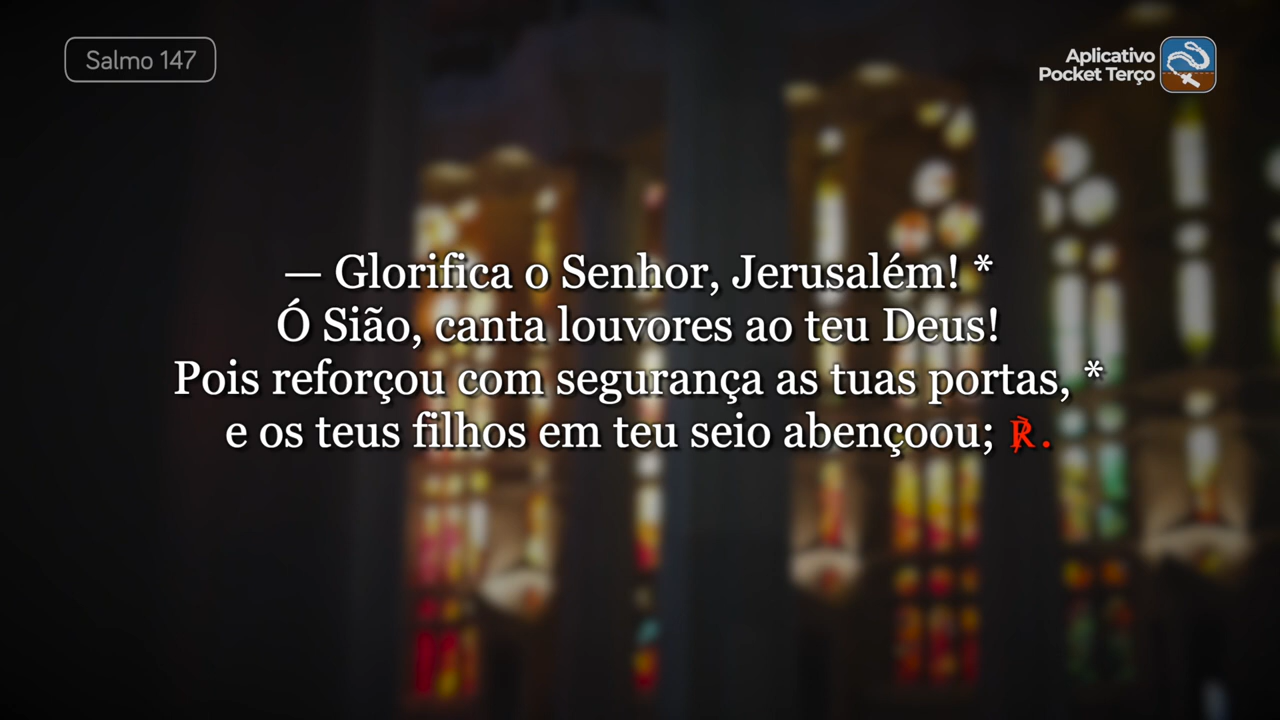 Salmo 147
Aplicativo
Pocket Terço
— Glorifica o Senhor, Jerusalém! *
Ó Sião, canta louvores ao teu Deus!
Pois reforçou com segurança as tuas portas, *
e os teus filhos em teu seio abençoou; ℟.